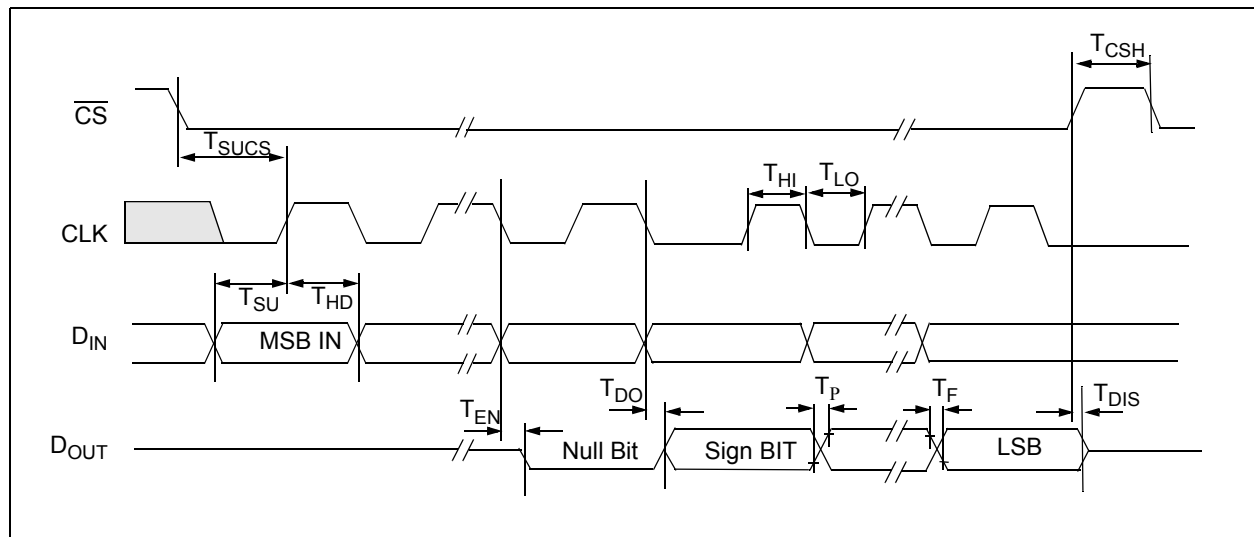 TCSH
CS
TSUCS
THI
TLO
CLK
TSU
THD
DIN
MSB IN
TDO
TP
TF
TDIS
TEN
DOUT
Null Bit
Sign BIT
LSB